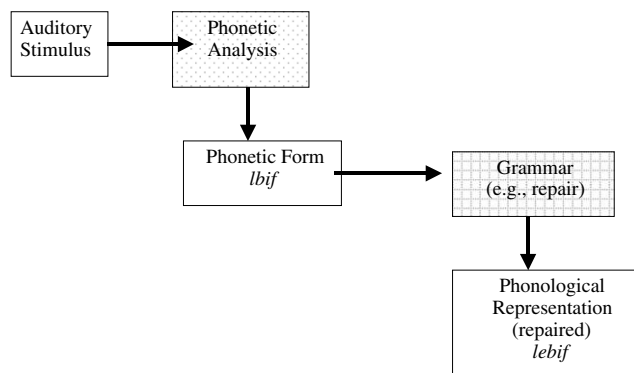 Auditory
Stimulus
Phonetic
Analysis
Phonetic Form
lbif
Grammar
(e.g., repair)
Phonological
Representation
(repaired)
lebif